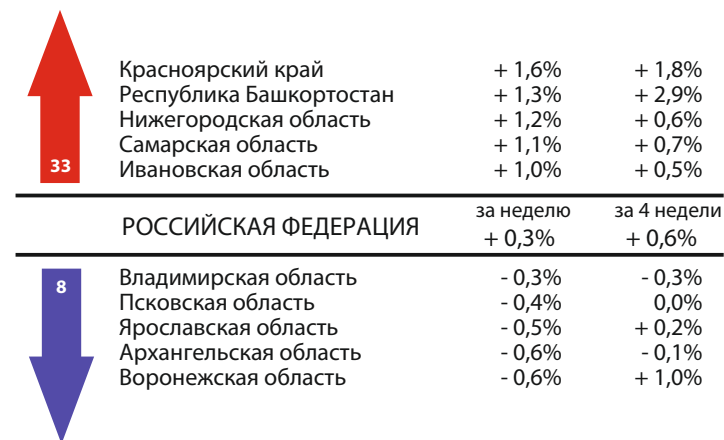 Красноярский край + 1,6% + 1,8%
Республика Башкортостан + 1,3% + 2,9%
Нижегородская область + 1,2% + 0,6%
Самарская область + 1,1% + 0,7%
33 Ивановская область + 1,0% + 0,5%
за неделю за 4 недели
РОССИЙСКАЯ ФЕДЕРАЦИЯ + 0,3% + 0,6%
8 Владимирская область - 0,3% - 0,3%
Псковская область - 0,4% 0,0%
Ярославская область - 0,5% + 0,2%
Архангельская область - 0,6% - 0,1%
Воронежская область - 0,6% + 1,0%